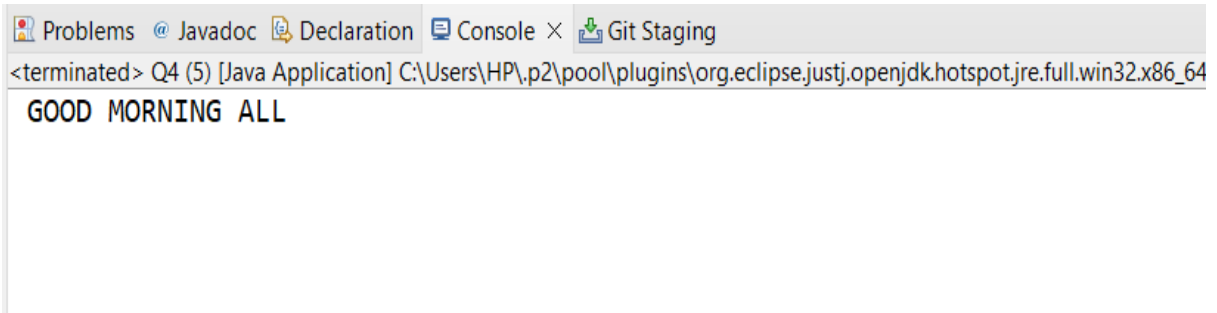 Problems @ Javadoc Declaration Console Git Staging
<terminated> Q4 (5) [Java Application] C:\Users\HP\.p2\pool\plugins\org.eclipse.justj.openjdk.hotspot.jre.full.win32.x86_64
GOOD MORNING ALL